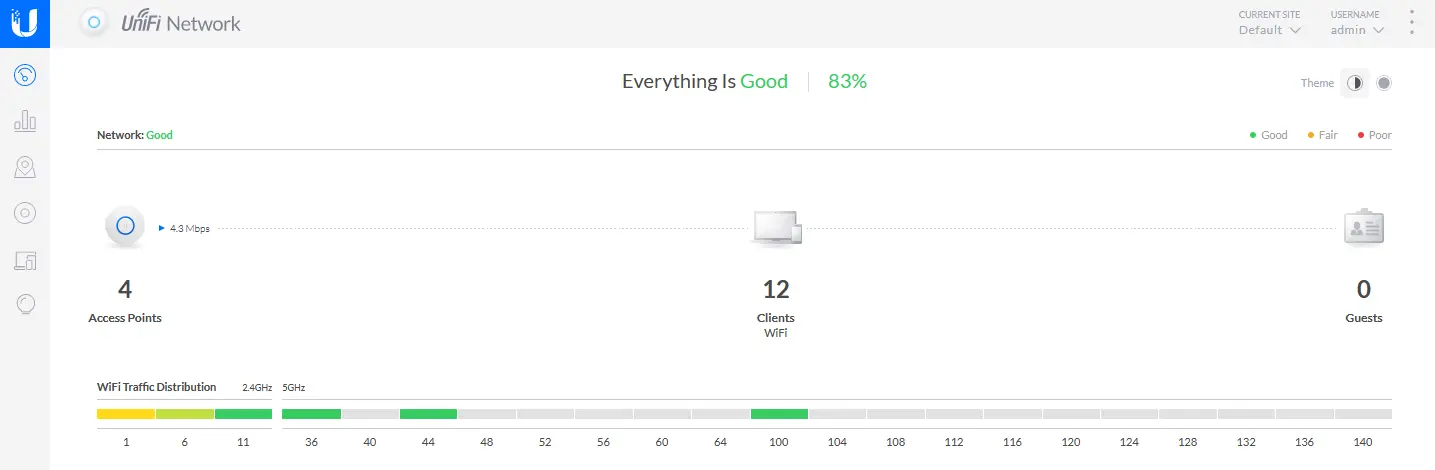 UniFi Network
CURRENT SITE
Default
USERNAME
admin
Everything Is Good
83%
Theme
Network: Good
Good
Fair
Poor
4.3 Mbps
4
Access Points
12
Clients
WiFi
0
Guests
WiFi Traffic Distribution 2.4GHz 5GHz
1 6 11 36 40 44 48 52 56 60 64 100 104 108 112 116 120 124 128 132 136 140